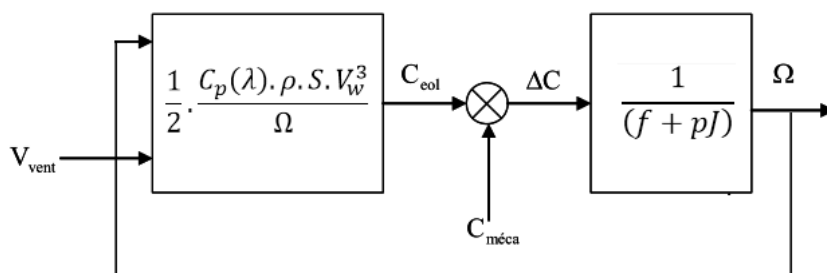 V_vent
1/2 . C_p(λ). ρ. S. V_w^3 / Ω
C_eol
ΔC
1 / (f + pJ)
Ω
C_méca